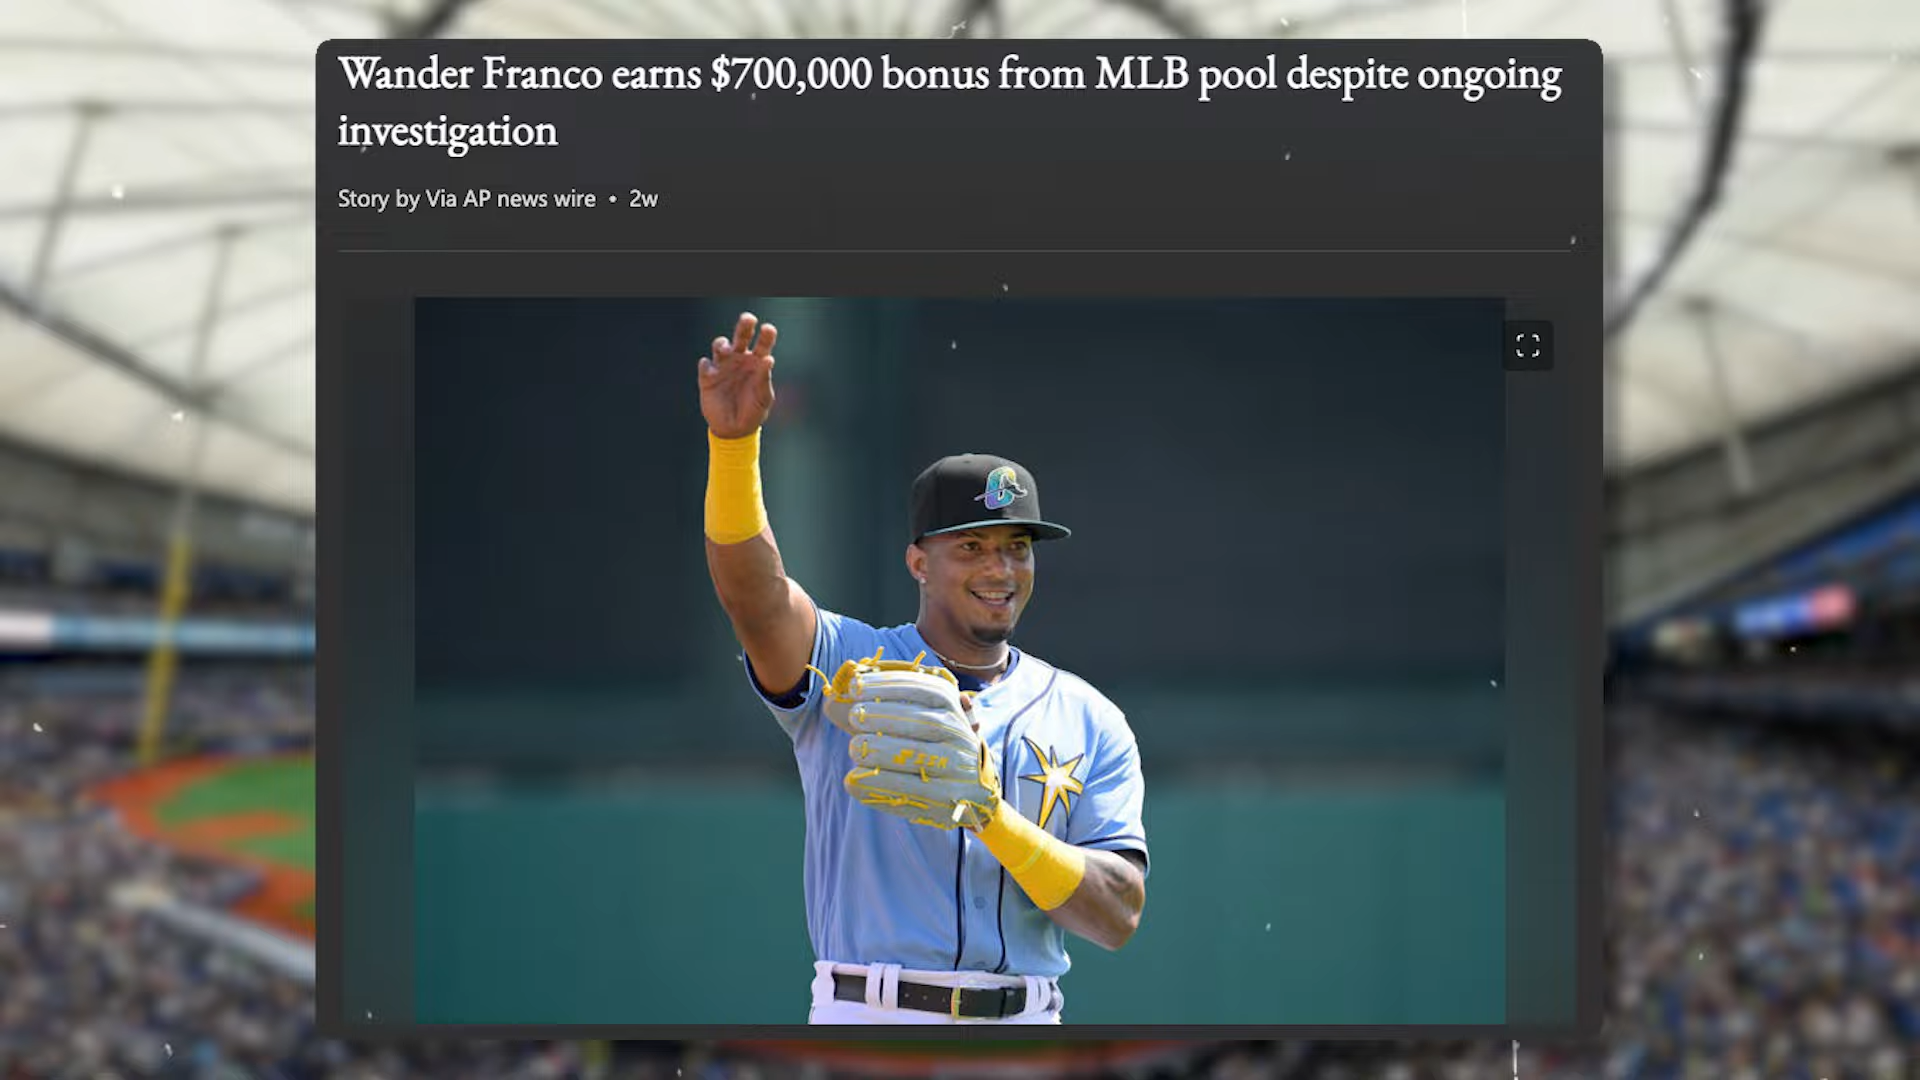 Wander Franco earns $700,000 bonus from MLB pool despite ongoing
investigation
Story by Via AP news wire • 2w
SSK